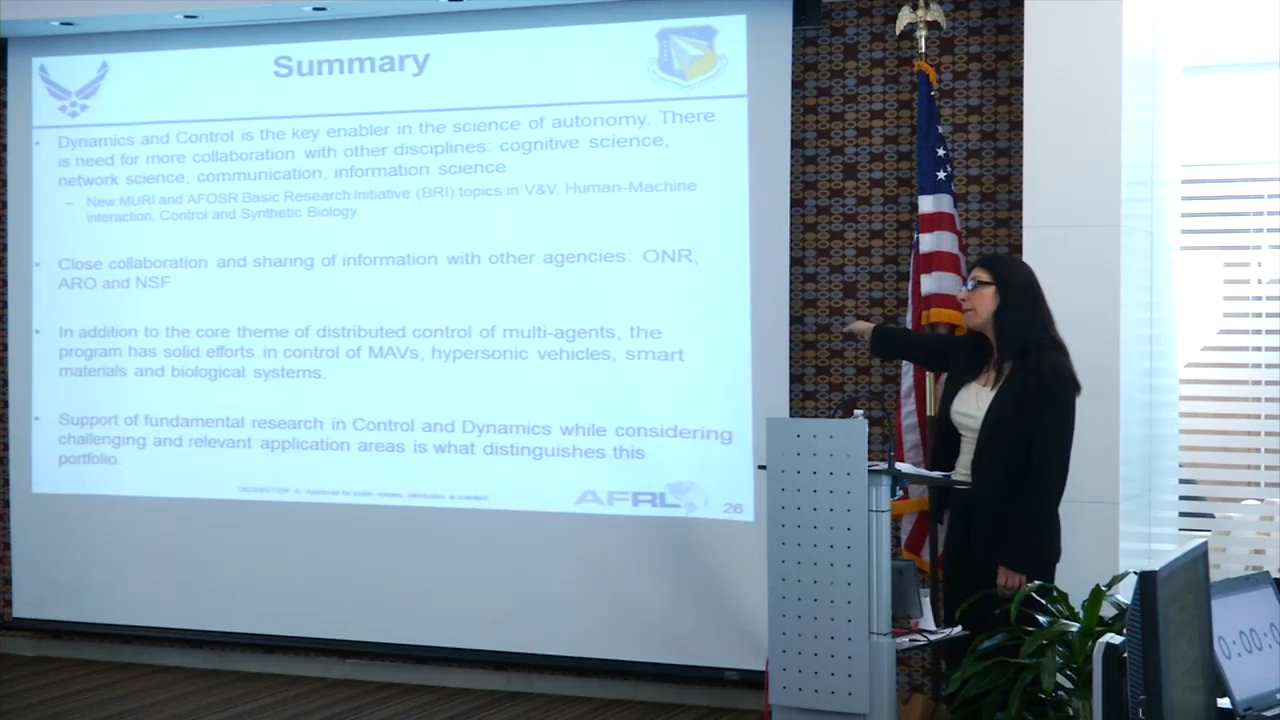 Summary
• Dynamics and Control is the key enabler in the science of autonomy. There
is need for more collaboration with other disciplines: cognitive science,
network science, communication, information science
– New MURI and AFOSR Basic Research Initiative (BRI) topics in V&V, Human-Machine
interaction, Control and Synthetic Biology
• Close collaboration and sharing of information with other agencies: ONR,
ARO and NSF
• In addition to the core theme of distributed control of multi-agents, the
program has solid efforts in control of MAVs, hypersonic vehicles, smart
materials and biological systems.
• Support of fundamental research in Control and Dynamics while considering
challenging and relevant application areas is what distinguishes this
portfolio.
AFRL
26
0:00:0